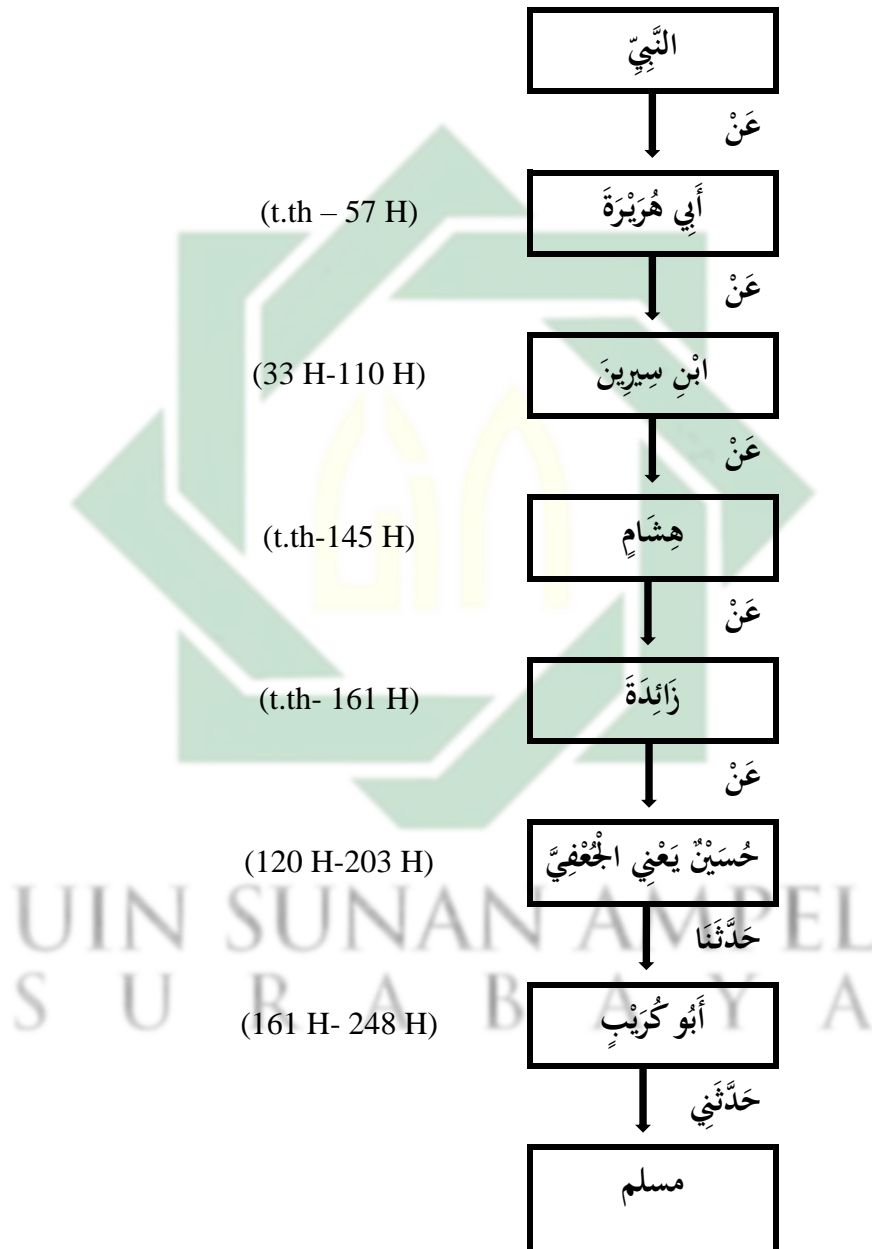 النَّبِيِّ
عَنْ
(t.th – 57 H) أَبِي هُرَيْرَةَ
عَنْ
(33 H-110 H) ابْنِ سِيرِينَ
عَنْ
(t.th-145 H) هِشَامٍ
عَنْ
(t.th- 161 H) زَائِدَةَ
عَنْ
(120 H-203 H) حُسَيْنٌ يَعْنِي الْجُعْفِيَّ
حَدَّثَنَا
(161 H- 248 H) أَبُو كُرَيْبٍ
حَدَّثَنِي
مسلم
UIN SUNAN AMPEL
SURABAYA